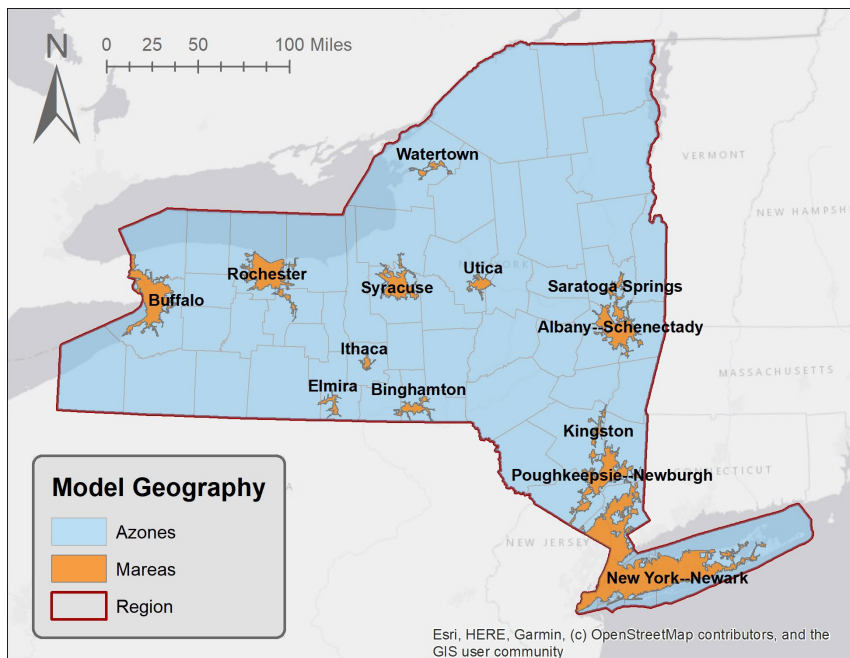 N
0 25 50 100 Miles
Watertown
VERMONT
NEW HAMPSH
Rochester
Syracuse
Utica
Saratoga Springs
Buffalo
Albany--Schenectady
Ithaca
MASSACHUSETTS
Elmira
Binghamton
Kingston
Poughkeepsie--Newburgh
CONNECTICUT
NEW JERSEY
New York--Newark
Model Geography
Azones
Mareas
Region
Esri, HERE, Garmin, (c) OpenStreetMap contributors, and the
GIS user community